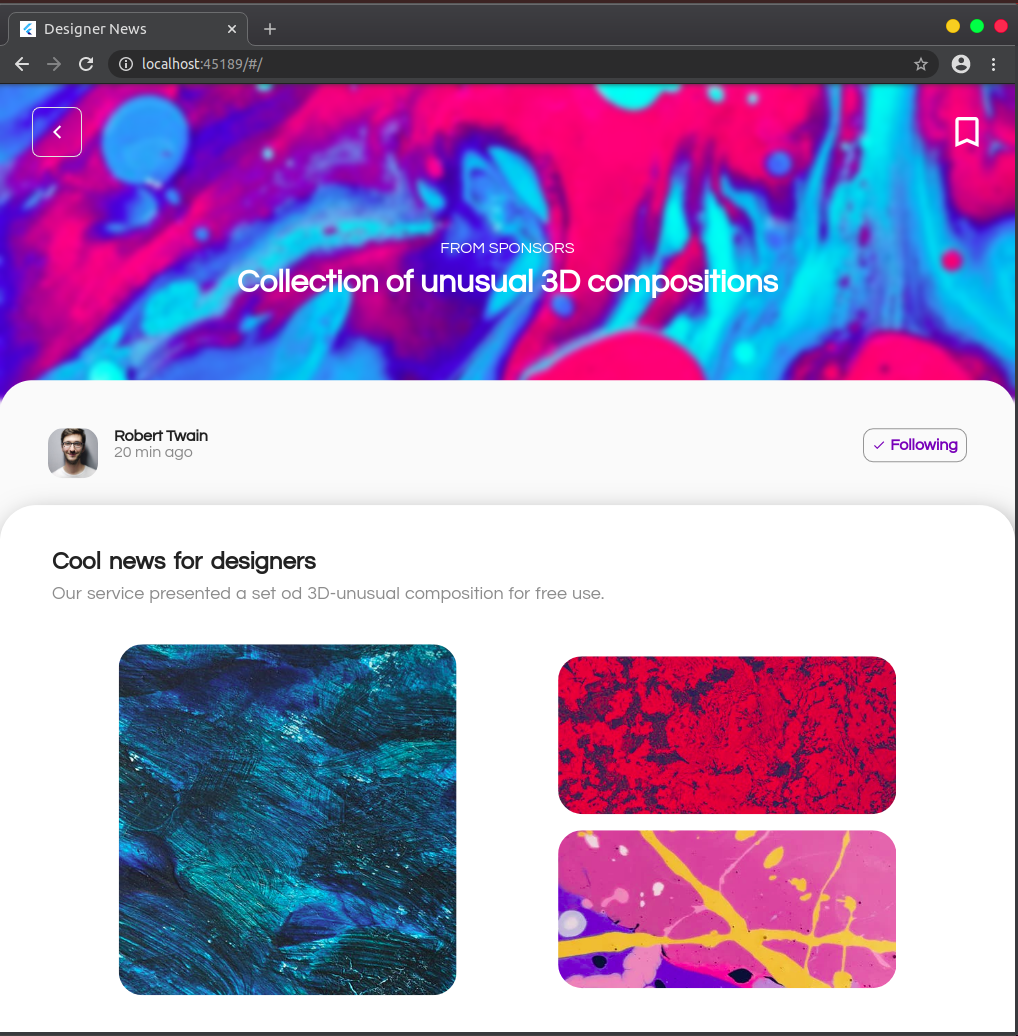 Designer News
localhost:45189/#/
FROM SPONSORS
Collection of unusual 3D compositions
Robert Twain
20 min ago
Following
Cool news for designers
Our service presented a set od 3D-unusual composition for free use.